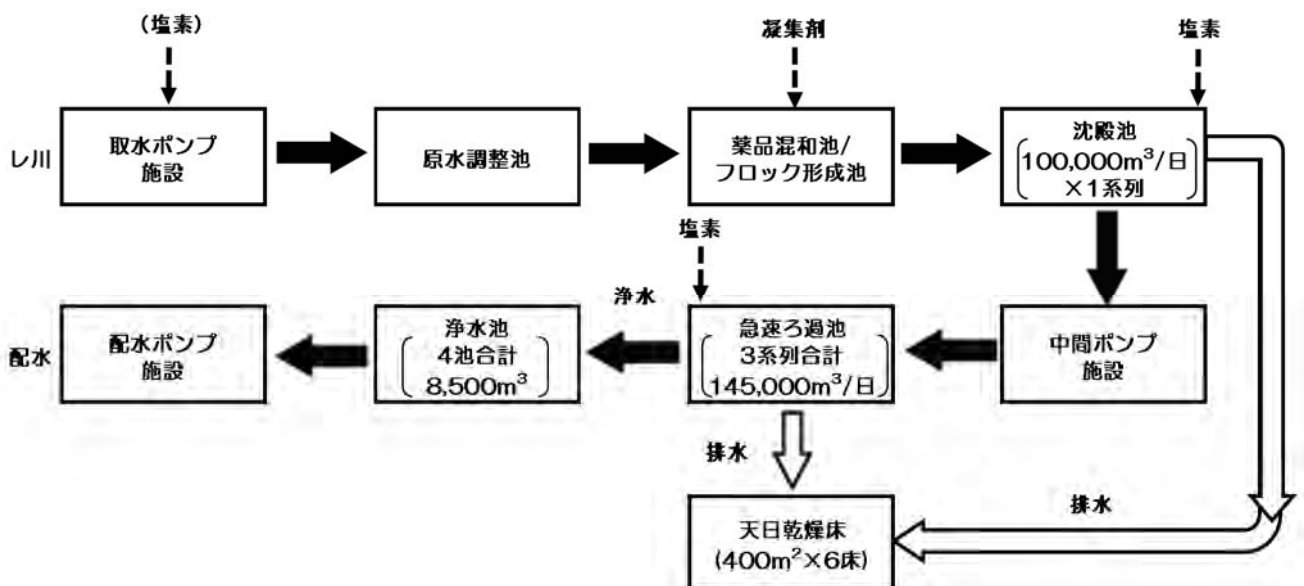 (塩素)
凝集剤
塩素
レ川
取水ポンプ
施設
原水調整池
薬品混和池/
フロック形成池
沈殿池
100,000m³/日
×1系列
塩素
浄水
配水
配水ポンプ
施設
浄水池
4池合計
8,500m³
急速ろ過池
3系列合計
145,000m³/日
中間ポンプ
施設
排水
排水
天日乾燥床
(400m²×6床)